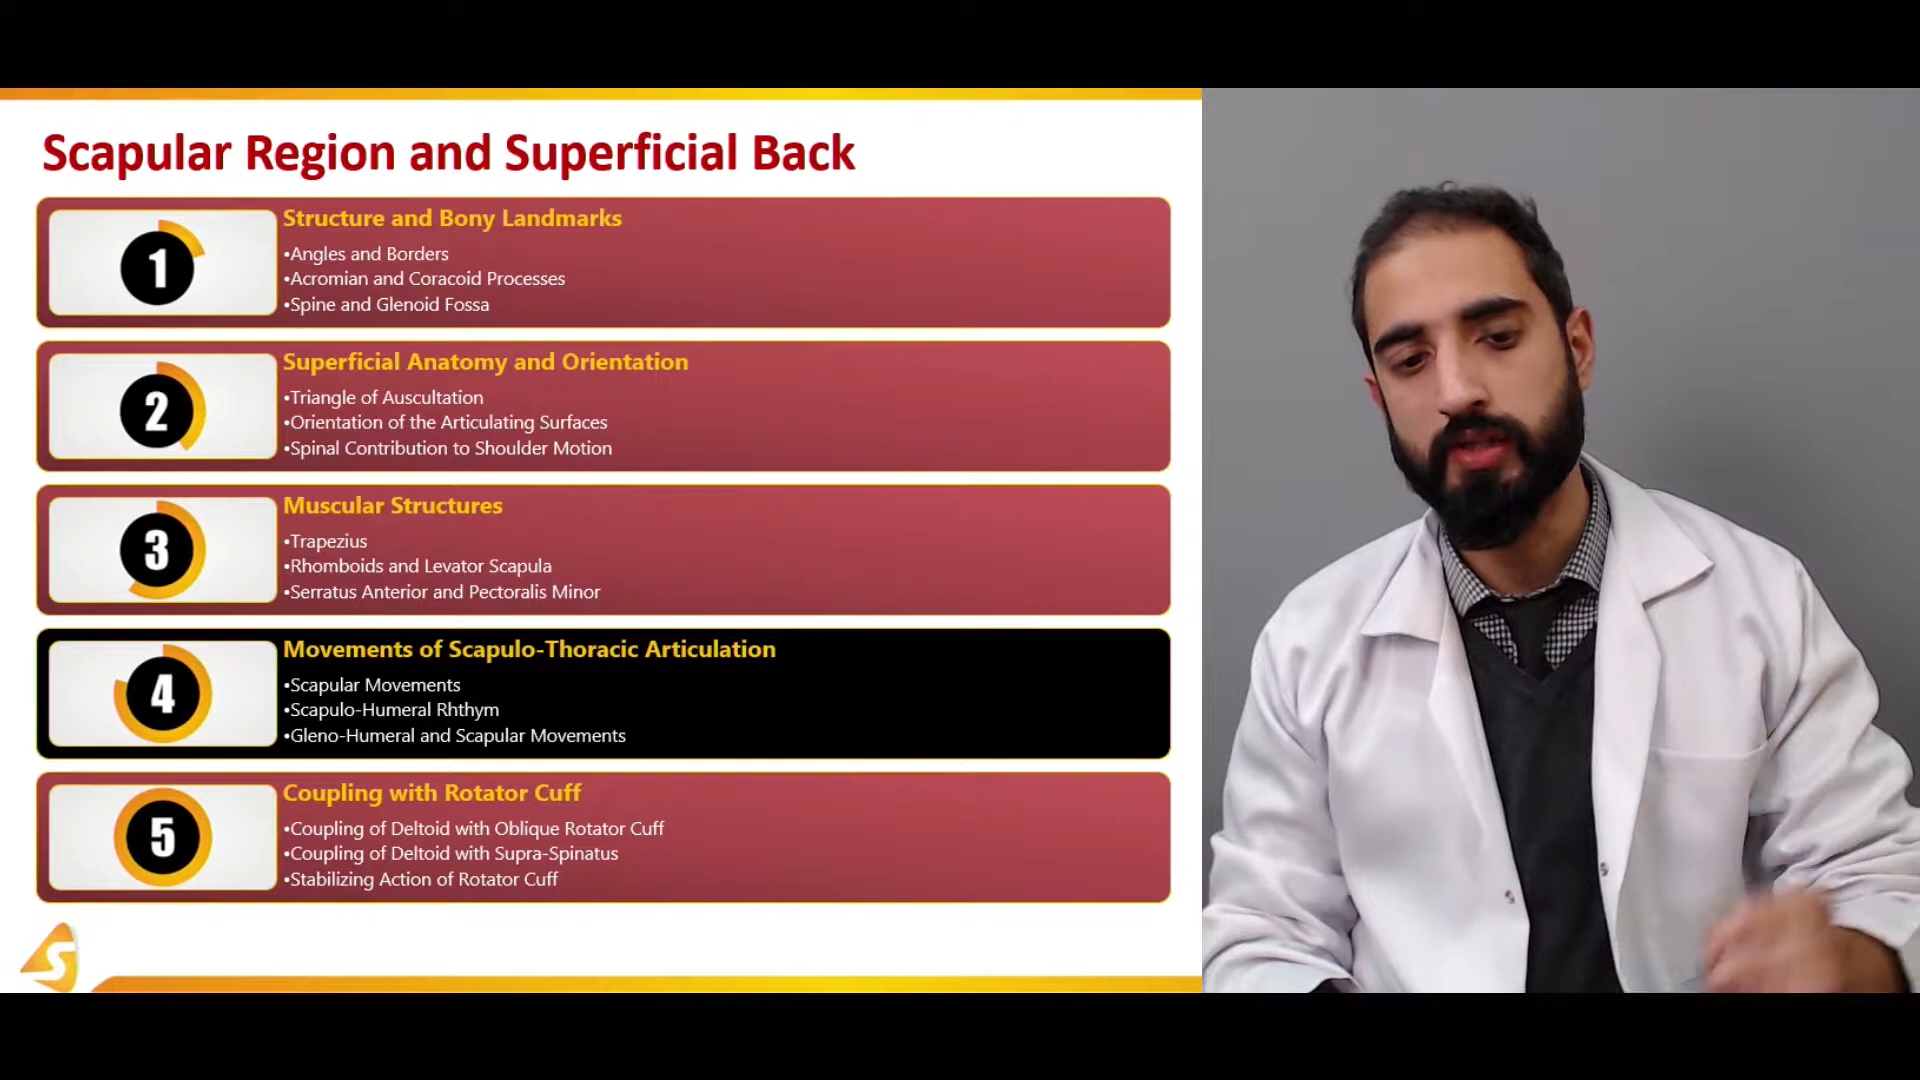 Scapular Region and Superficial Back
1
Structure and Bony Landmarks
•Angles and Borders
•Acromian and Coracoid Processes
•Spine and Glenoid Fossa
2
Superficial Anatomy and Orientation
•Triangle of Auscultation
•Orientation of the Articulating Surfaces
•Spinal Contribution to Shoulder Motion
3
Muscular Structures
•Trapezius
•Rhomboids and Levator Scapula
•Serratus Anterior and Pectoralis Minor
4
Movements of Scapulo-Thoracic Articulation
•Scapular Movements
•Scapulo-Humeral Rhthym
•Gleno-Humeral and Scapular Movements
5
Coupling with Rotator Cuff
•Coupling of Deltoid with Oblique Rotator Cuff
•Coupling of Deltoid with Supra-Spinatus
•Stabilizing Action of Rotator Cuff
S